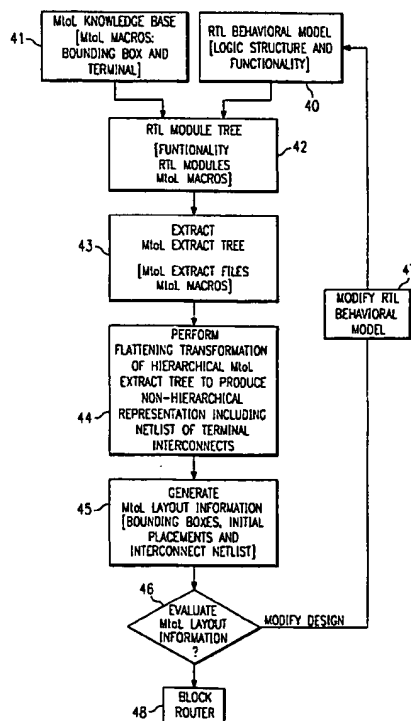 41
MtoL KNOWLEDGE BASE
[MtoL MACROS:
BOUNDING BOX AND
TERMINAL]
RTL BEHAVIORAL MODEL
[LOGIC STRUCTURE AND
FUNCTIONALITY]
40
RTL MODULE TREE
[FUNTIONALITY
RTL MODULES
MtoL MACROS]
42
43
EXTRACT
MtoL EXTRACT TREE
[MtoL EXTRACT FILES
MtoL MACROS]
MODIFY RTL
BEHAVIORAL
MODEL
PERFORM
FLATTENING TRANSFORMATION
OF HIERARCHICAL MtoL
EXTRACT TREE TO PRODUCE
NON-HIERARCHICAL
REPRESENTATION INCLUDING
NETLIST OF TERMINAL
INTERCONNECTS
44
45
GENERATE
MtoL LAYOUT INFORMATION
[BOUNDING BOXES, INITIAL
PLACEMENTS AND
INTERCONNECT NETLIST]
46
EVALUATE
MtoL LAYOUT
INFORMATION
?
MODIFY DESIGN
48
BLOCK
ROUTER